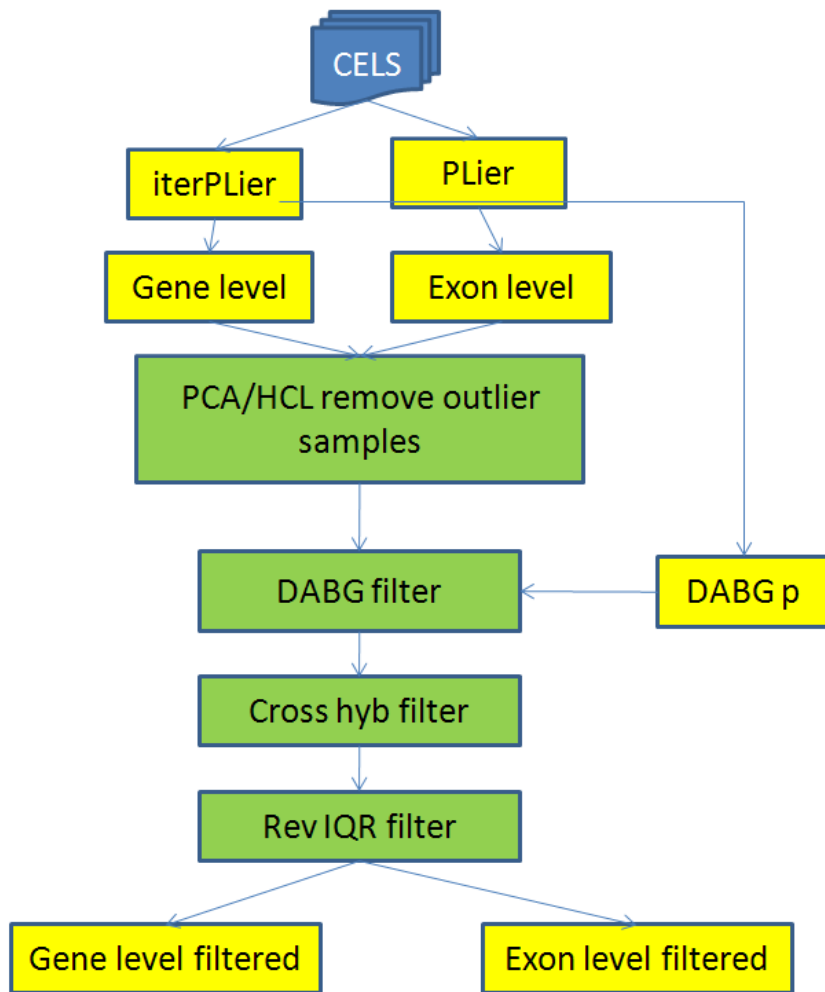 CELS
iterPLier
PLier
Gene level
Exon level
PCA/HCL remove outlier
samples
DABG filter
DABG p
Cross hyb filter
Rev IQR filter
Gene level filtered
Exon level filtered